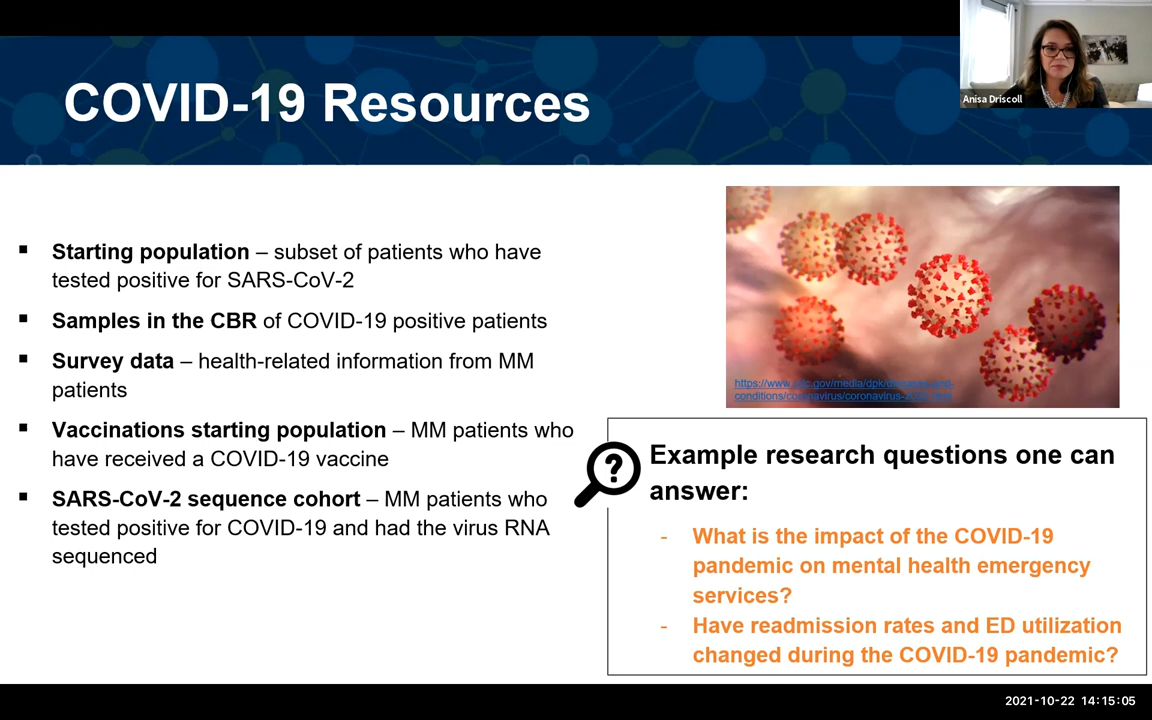 COVID-19 Resources
Anisa Driscoll
▪ Starting population – subset of patients who have
tested positive for SARS-CoV-2
▪ Samples in the CBR of COVID-19 positive patients
▪ Survey data – health-related information from MM
patients
▪ Vaccinations starting population – MM patients who
have received a COVID-19 vaccine
▪ SARS-CoV-2 sequence cohort – MM patients who
tested positive for COVID-19 and had the virus RNA
sequenced
conditions/coronavirus/
?
Example research questions one can
answer:
- What is the impact of the COVID-19
pandemic on mental health emergency
services?
- Have readmission rates and ED utilization
changed during the COVID-19 pandemic?
2021-10-22 14:15:05